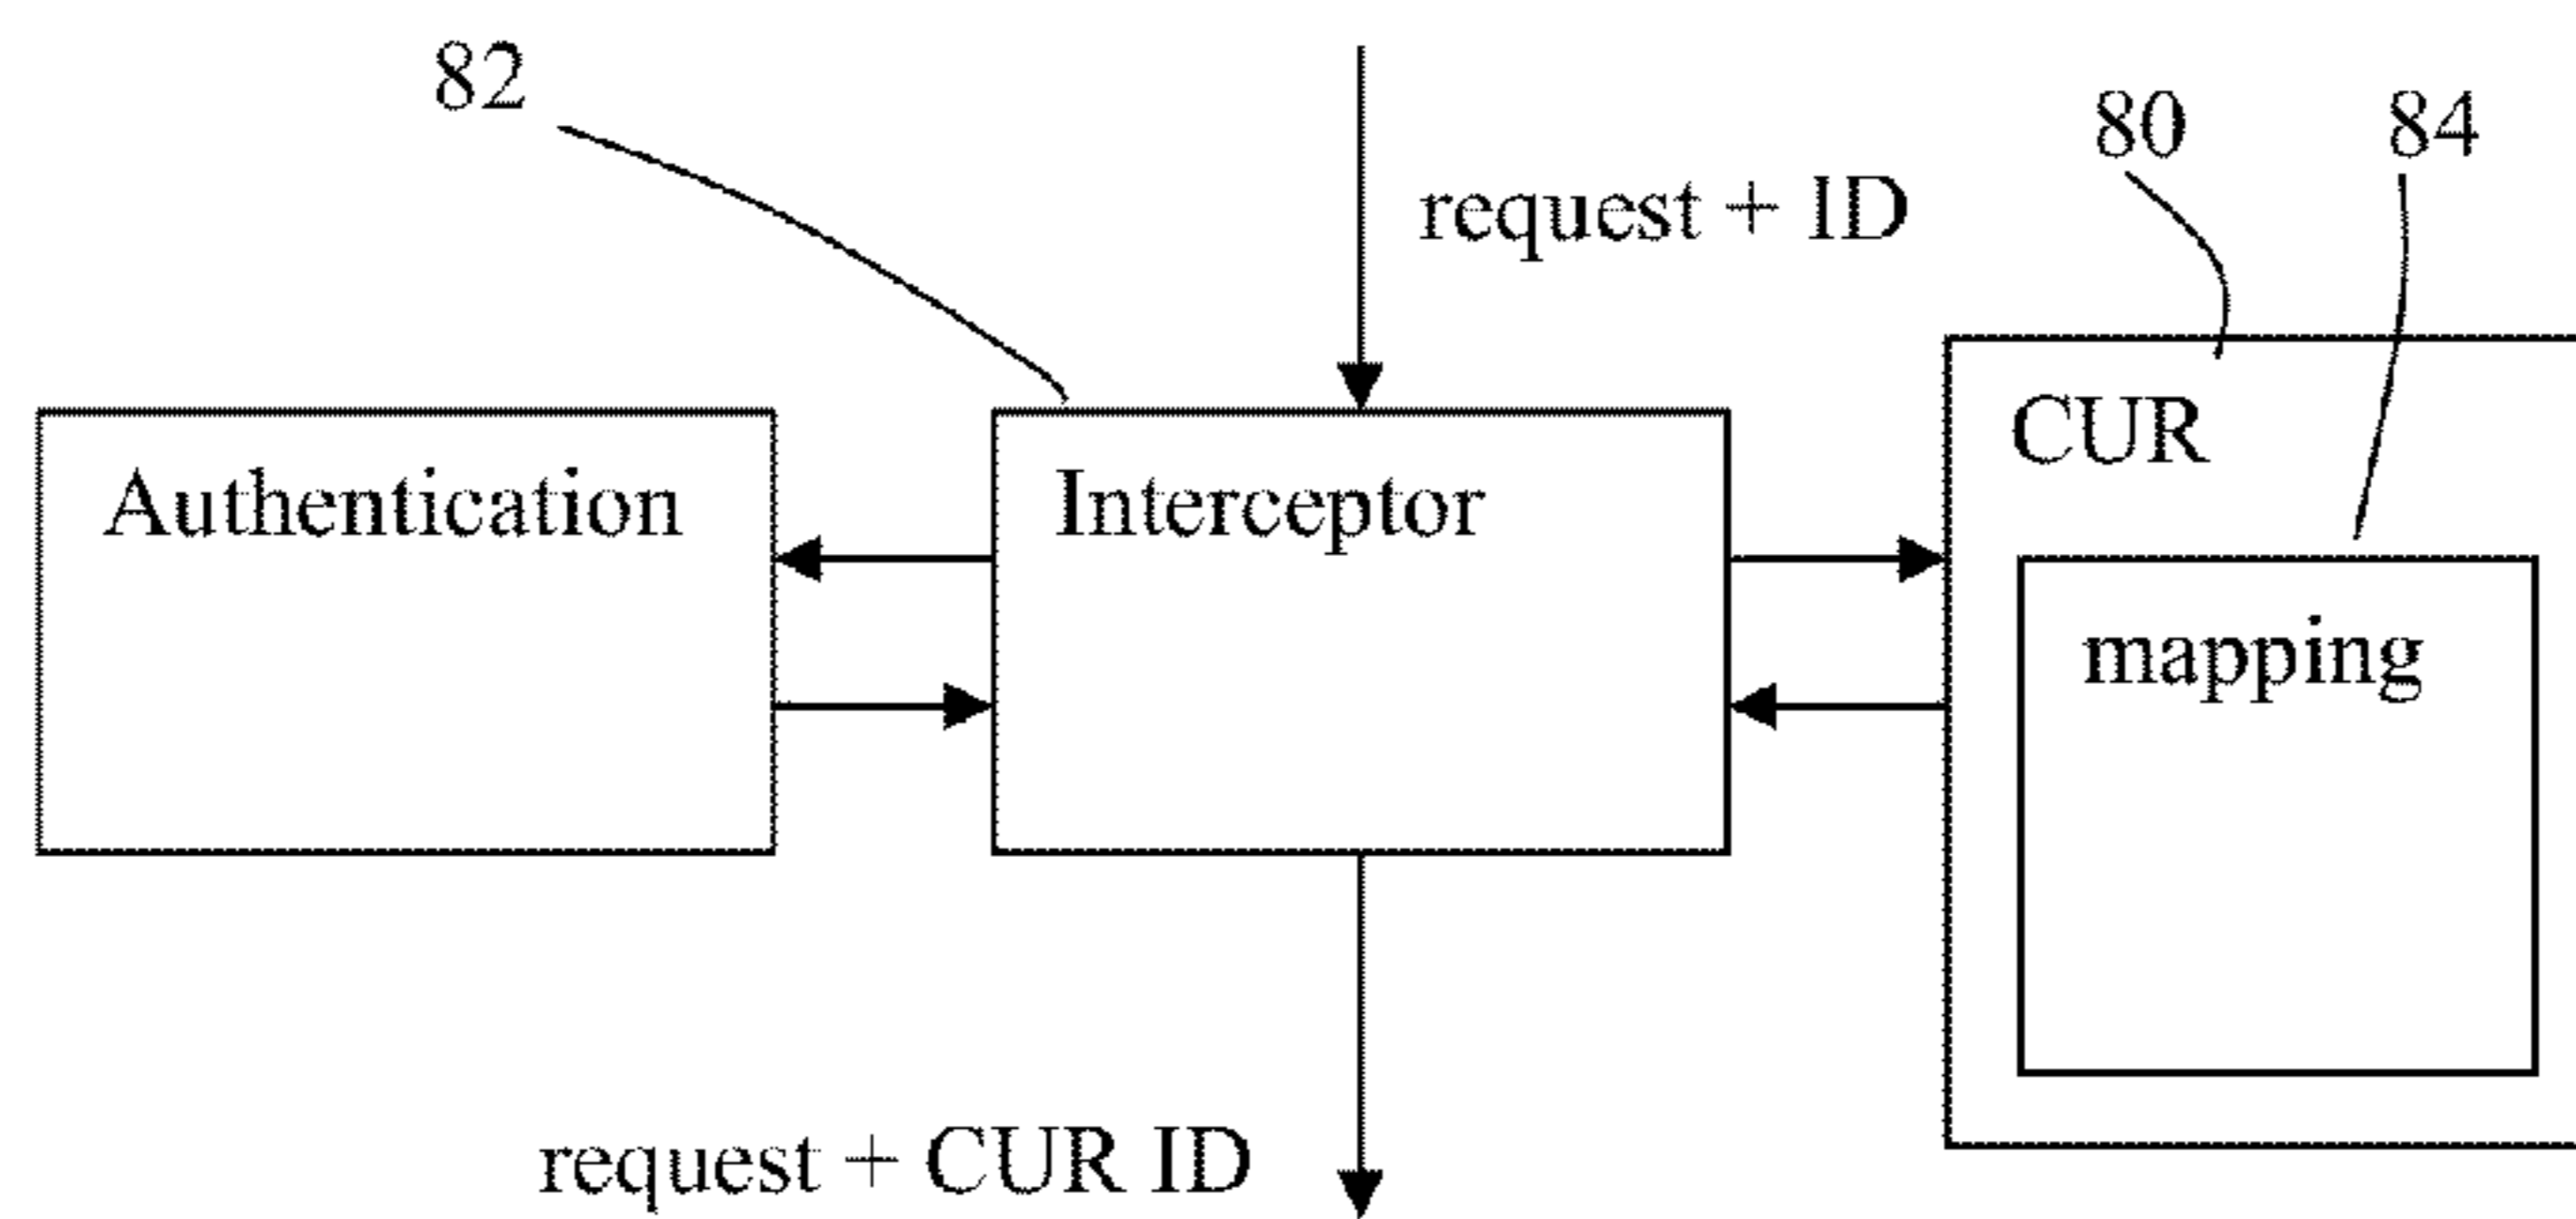 82
80
84
request + ID
CUR
Authentication
Interceptor
mapping
request + CUR ID